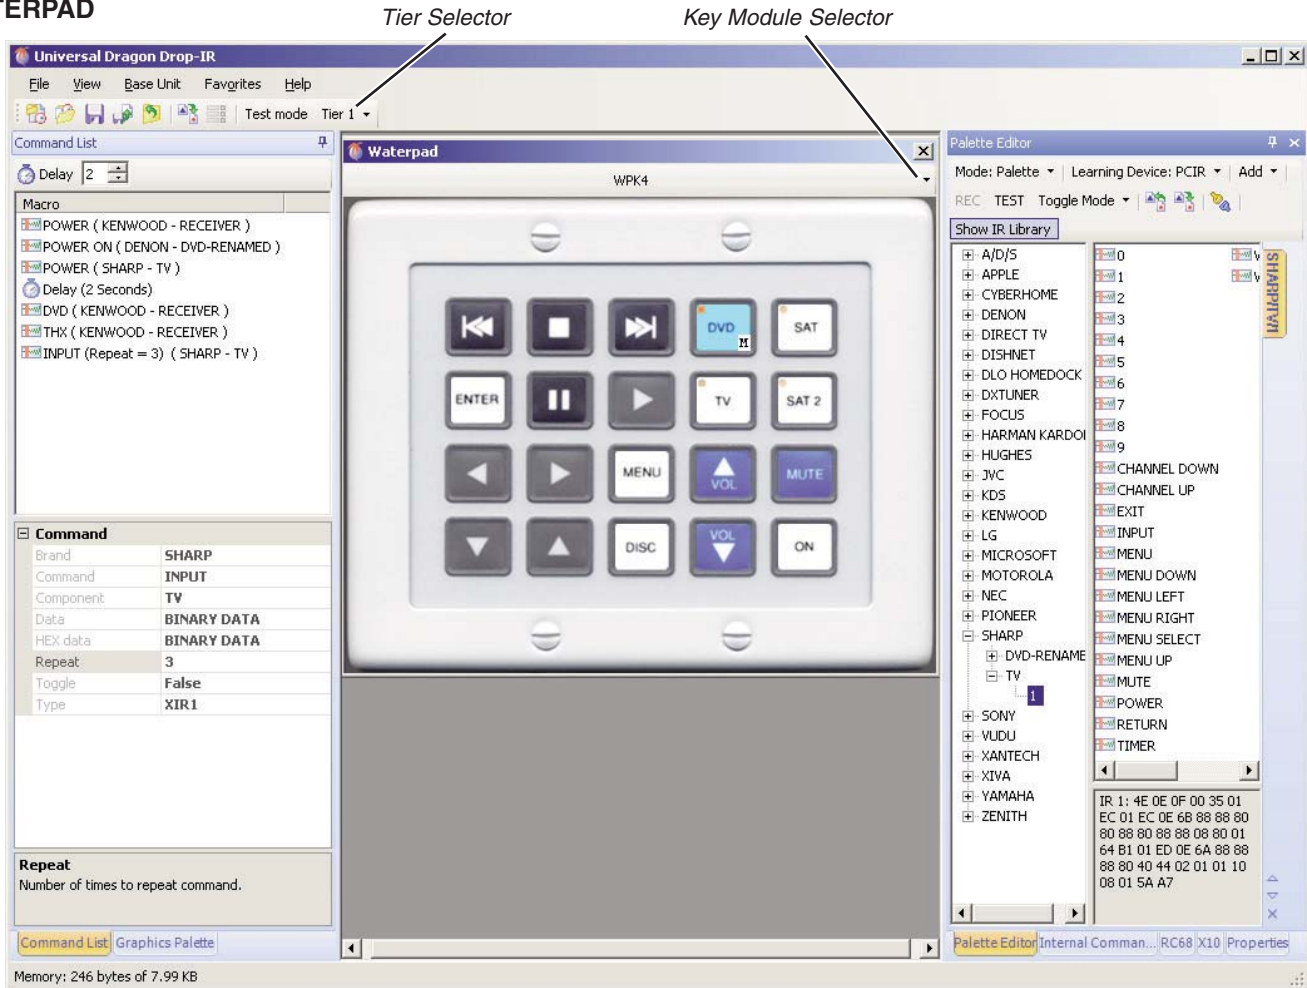 TERPAD
Tier Selector
Key Module Selector
Universal Dragon Drop-IR
File View Base Unit Favorites Help
Test mode Tier 1
Command List
Delay 2
Macro
POWER ( KENWOOD - RECEIVER )
POWER ON ( DENON - DVD-RENAMED )
POWER ( SHARP - TV )
Delay (2 Seconds)
DVD ( KENWOOD - RECEIVER )
THX ( KENWOOD - RECEIVER )
INPUT (Repeat = 3) ( SHARP - TV )
Command
Brand SHARP
Command INPUT
Component TV
Data BINARY DATA
HEX data BINARY DATA
Repeat 3
Toggle False
Type XIR1
Repeat
Number of times to repeat command.
Command List Graphics Palette
Memory: 246 bytes of 7.99 KB
Waterpad
WPK4
DVD M SAT
ENTER TV SAT 2
MENU VOL MUTE
DISC VOL ON
Palette Editor
Mode: Palette Learning Device: PCIR Add
REC TEST Toggle Mode
Show IR Library
A/D/S
APPLE
CYBERHOME
DENON
DIRECT TV
DISHNET
DLO HOMEDOCK
DXTUNER
FOCUS
HARMAN KARDOI
HUGHES
JVC
KDS
KENWOOD
LG
MICROSOFT
MOTOROLA
NEC
PIONEER
SHARP
DVD-RENAME
TV
1
SONY
VUDU
XANTECH
XIVA
YAMAHA
ZENITH
0 V
1 V
2
3
4
5
6
7
8
9
CHANNEL DOWN
CHANNEL UP
EXIT
INPUT
MENU
MENU DOWN
MENU LEFT
MENU RIGHT
MENU SELECT
MENU UP
MUTE
POWER
RETURN
TIMER
SHARP/TV/1
IR 1: 4E 0E 0F 00 35 01
EC 01 EC 0E 6B 88 88 80
80 88 80 88 88 08 80 01
64 B1 01 ED 0E 6A 88 88
88 80 40 44 02 01 01 10
08 01 5A A7
Palette Editor Internal Comman... RC68 X10 Properties